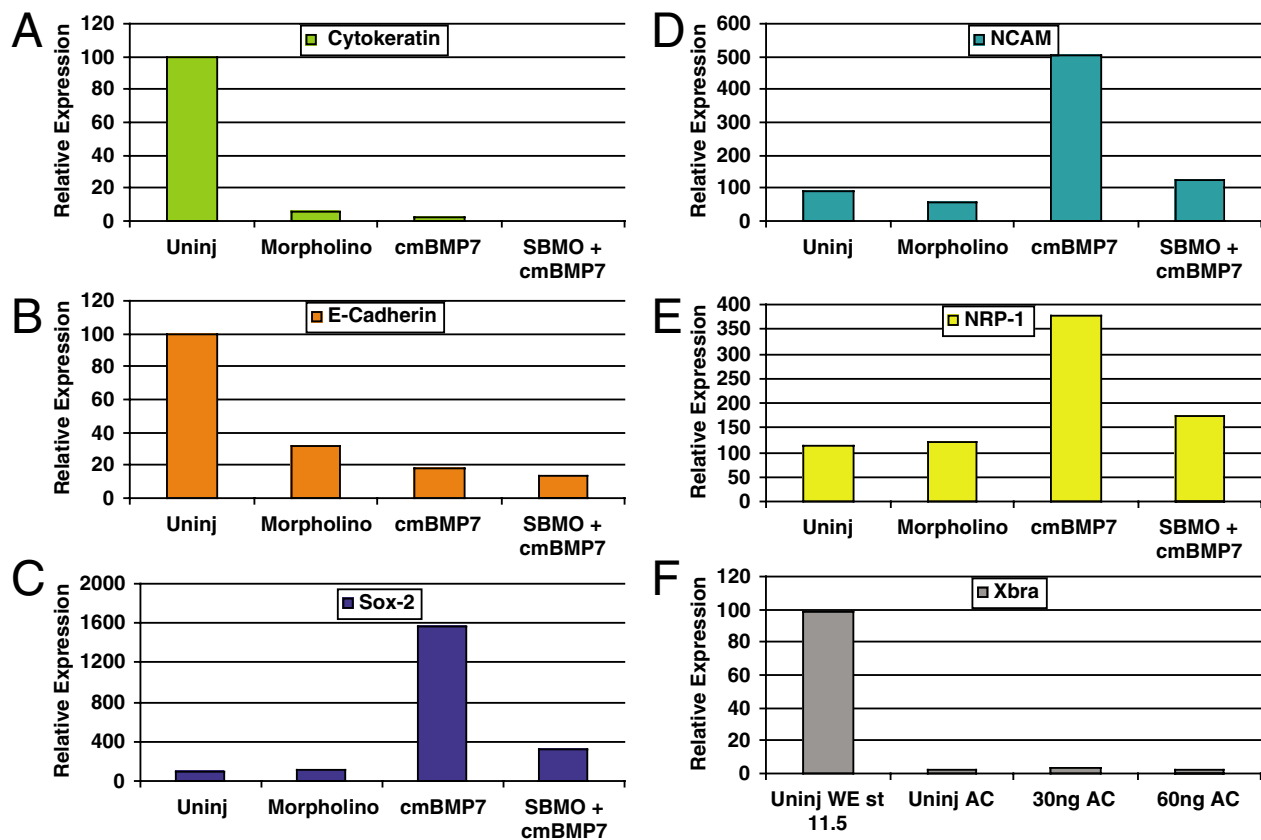 A
Cytokeratin
Relative Expression
120
100
80
60
40
20
0
Uninj Morpholino cmBMP7 SBMO +
cmBMP7
B
E-Cadherin
Relative Expression
120
100
80
60
40
20
0
Uninj Morpholino cmBMP7 SBMO +
cmBMP7
C
Sox-2
Relative Expression
2000
1600
1200
800
400
0
Uninj Morpholino cmBMP7 SBMO +
cmBMP7
D
NCAM
Relative Expression
600
500
400
300
200
100
0
Uninj Morpholino cmBMP7 SBMO +
cmBMP7
E
NRP-1
Relative Expression
400
350
300
250
200
150
100
50
0
Uninj Morpholino cmBMP7 SBMO +
cmBMP7
F
Xbra
Relative Expression
120
100
80
60
40
20
0
Uninj WE st Uninj AC 30ng AC 60ng AC
11.5